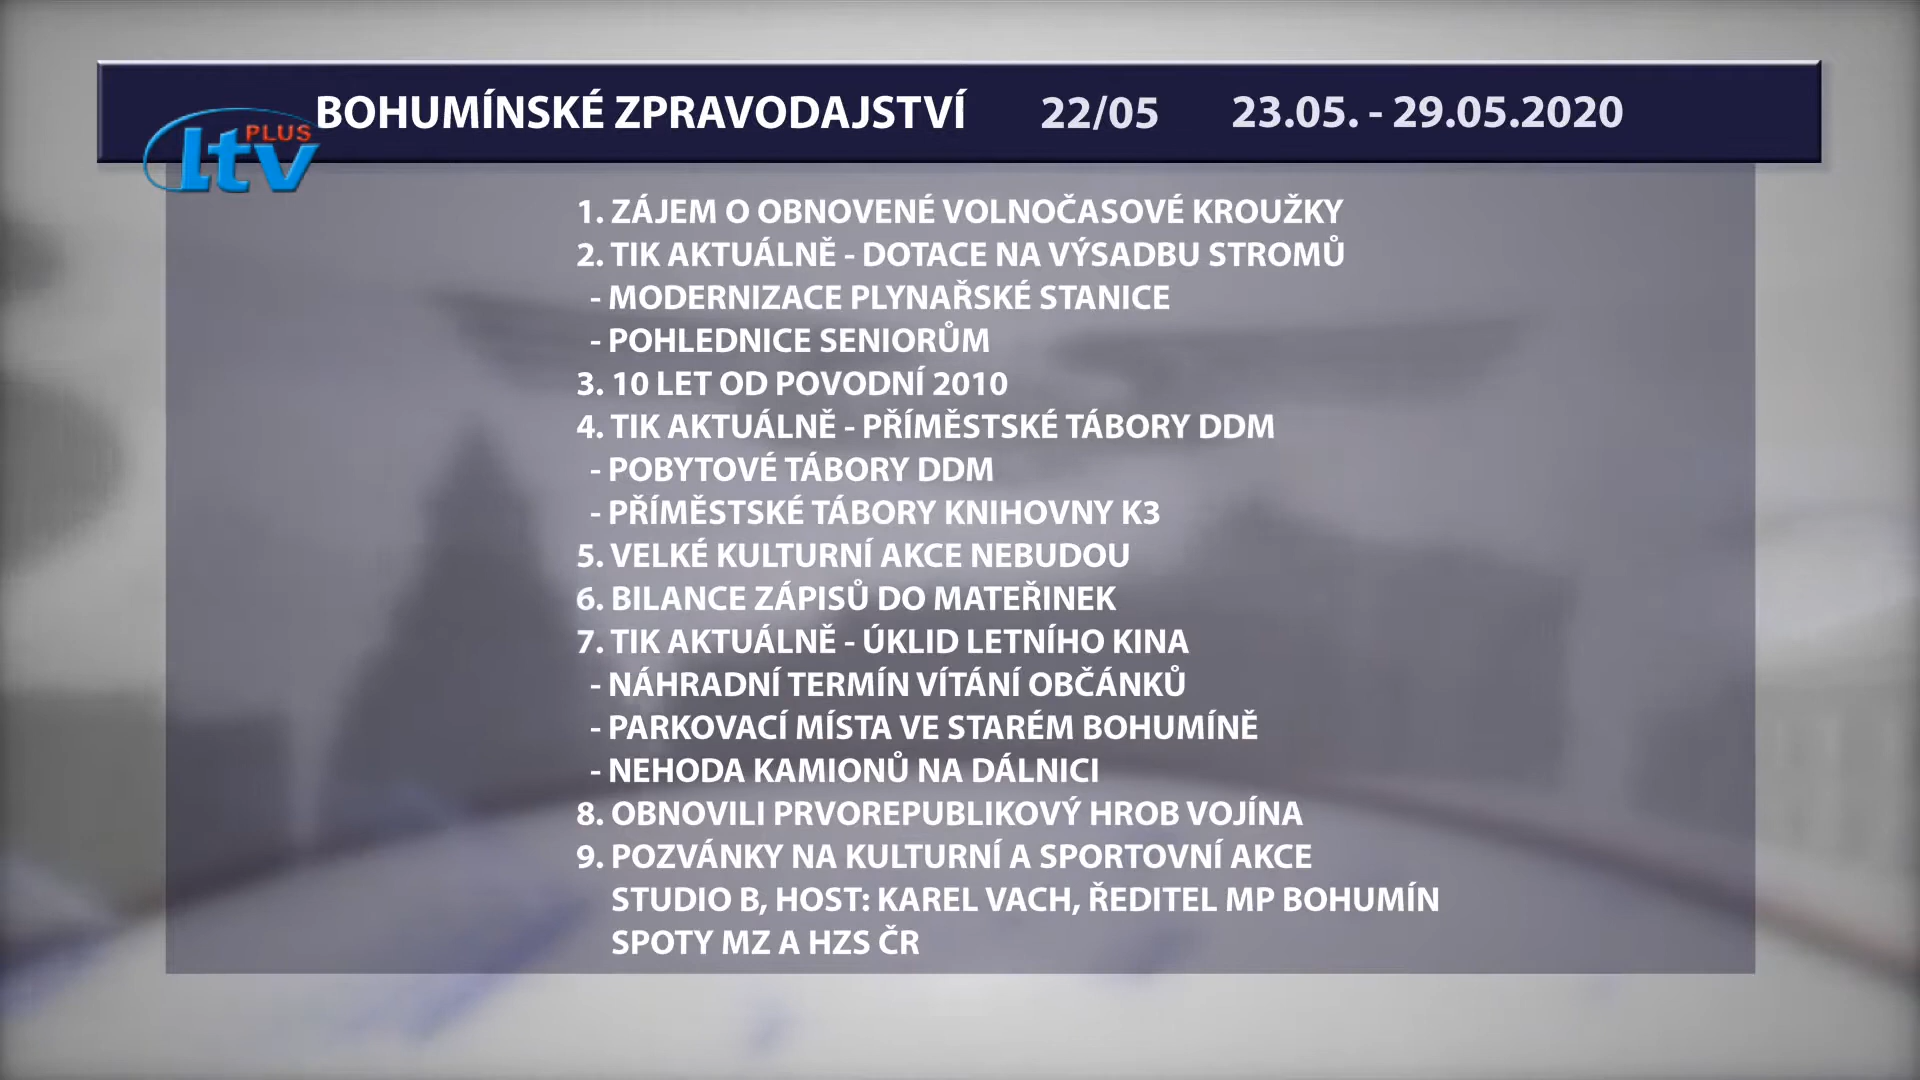 BOHUMÍNSKÉ ZPRAVODAJSTVÍ 22/05 23.05. - 29.05.2020
LTV PLUS
1. ZÁJEM O OBNOVENÉ VOLNOČASOVÉ KROUŽKY
2. TIK AKTUÁLNĚ - DOTACE NA VÝSADBU STROMŮ
- MODERNIZACE PLYNAŘSKÉ STANICE
- POHLEDNICE SENIORŮM
3. 10 LET OD POVODNÍ 2010
4. TIK AKTUÁLNĚ - PŘÍMĚSTSKÉ TÁBORY DDM
- POBYTOVÉ TÁBORY DDM
- PŘÍMĚSTSKÉ TÁBORY KNIHOVNY K3
5. VELKÉ KULTURNÍ AKCE NEBUDOU
6. BILANCE ZÁPISŮ DO MATEŘINEK
7. TIK AKTUÁLNĚ - ÚKLID LETNÍHO KINA
- NÁHRADNÍ TERMÍN VÍTÁNÍ OBČÁNKŮ
- PARKOVACÍ MÍSTA VE STARÉM BOHUMÍNĚ
- NEHODA KAMIONŮ NA DÁLNICI
8. OBNOVILI PRVOREPUBLIKOVÝ HROB VOJÍNA
9. POZVÁNKY NA KULTURNÍ A SPORTOVNÍ AKCE
STUDIO B, HOST: KAREL VACH, ŘEDITEL MP BOHUMÍN
SPOTY MZ A HZS ČR